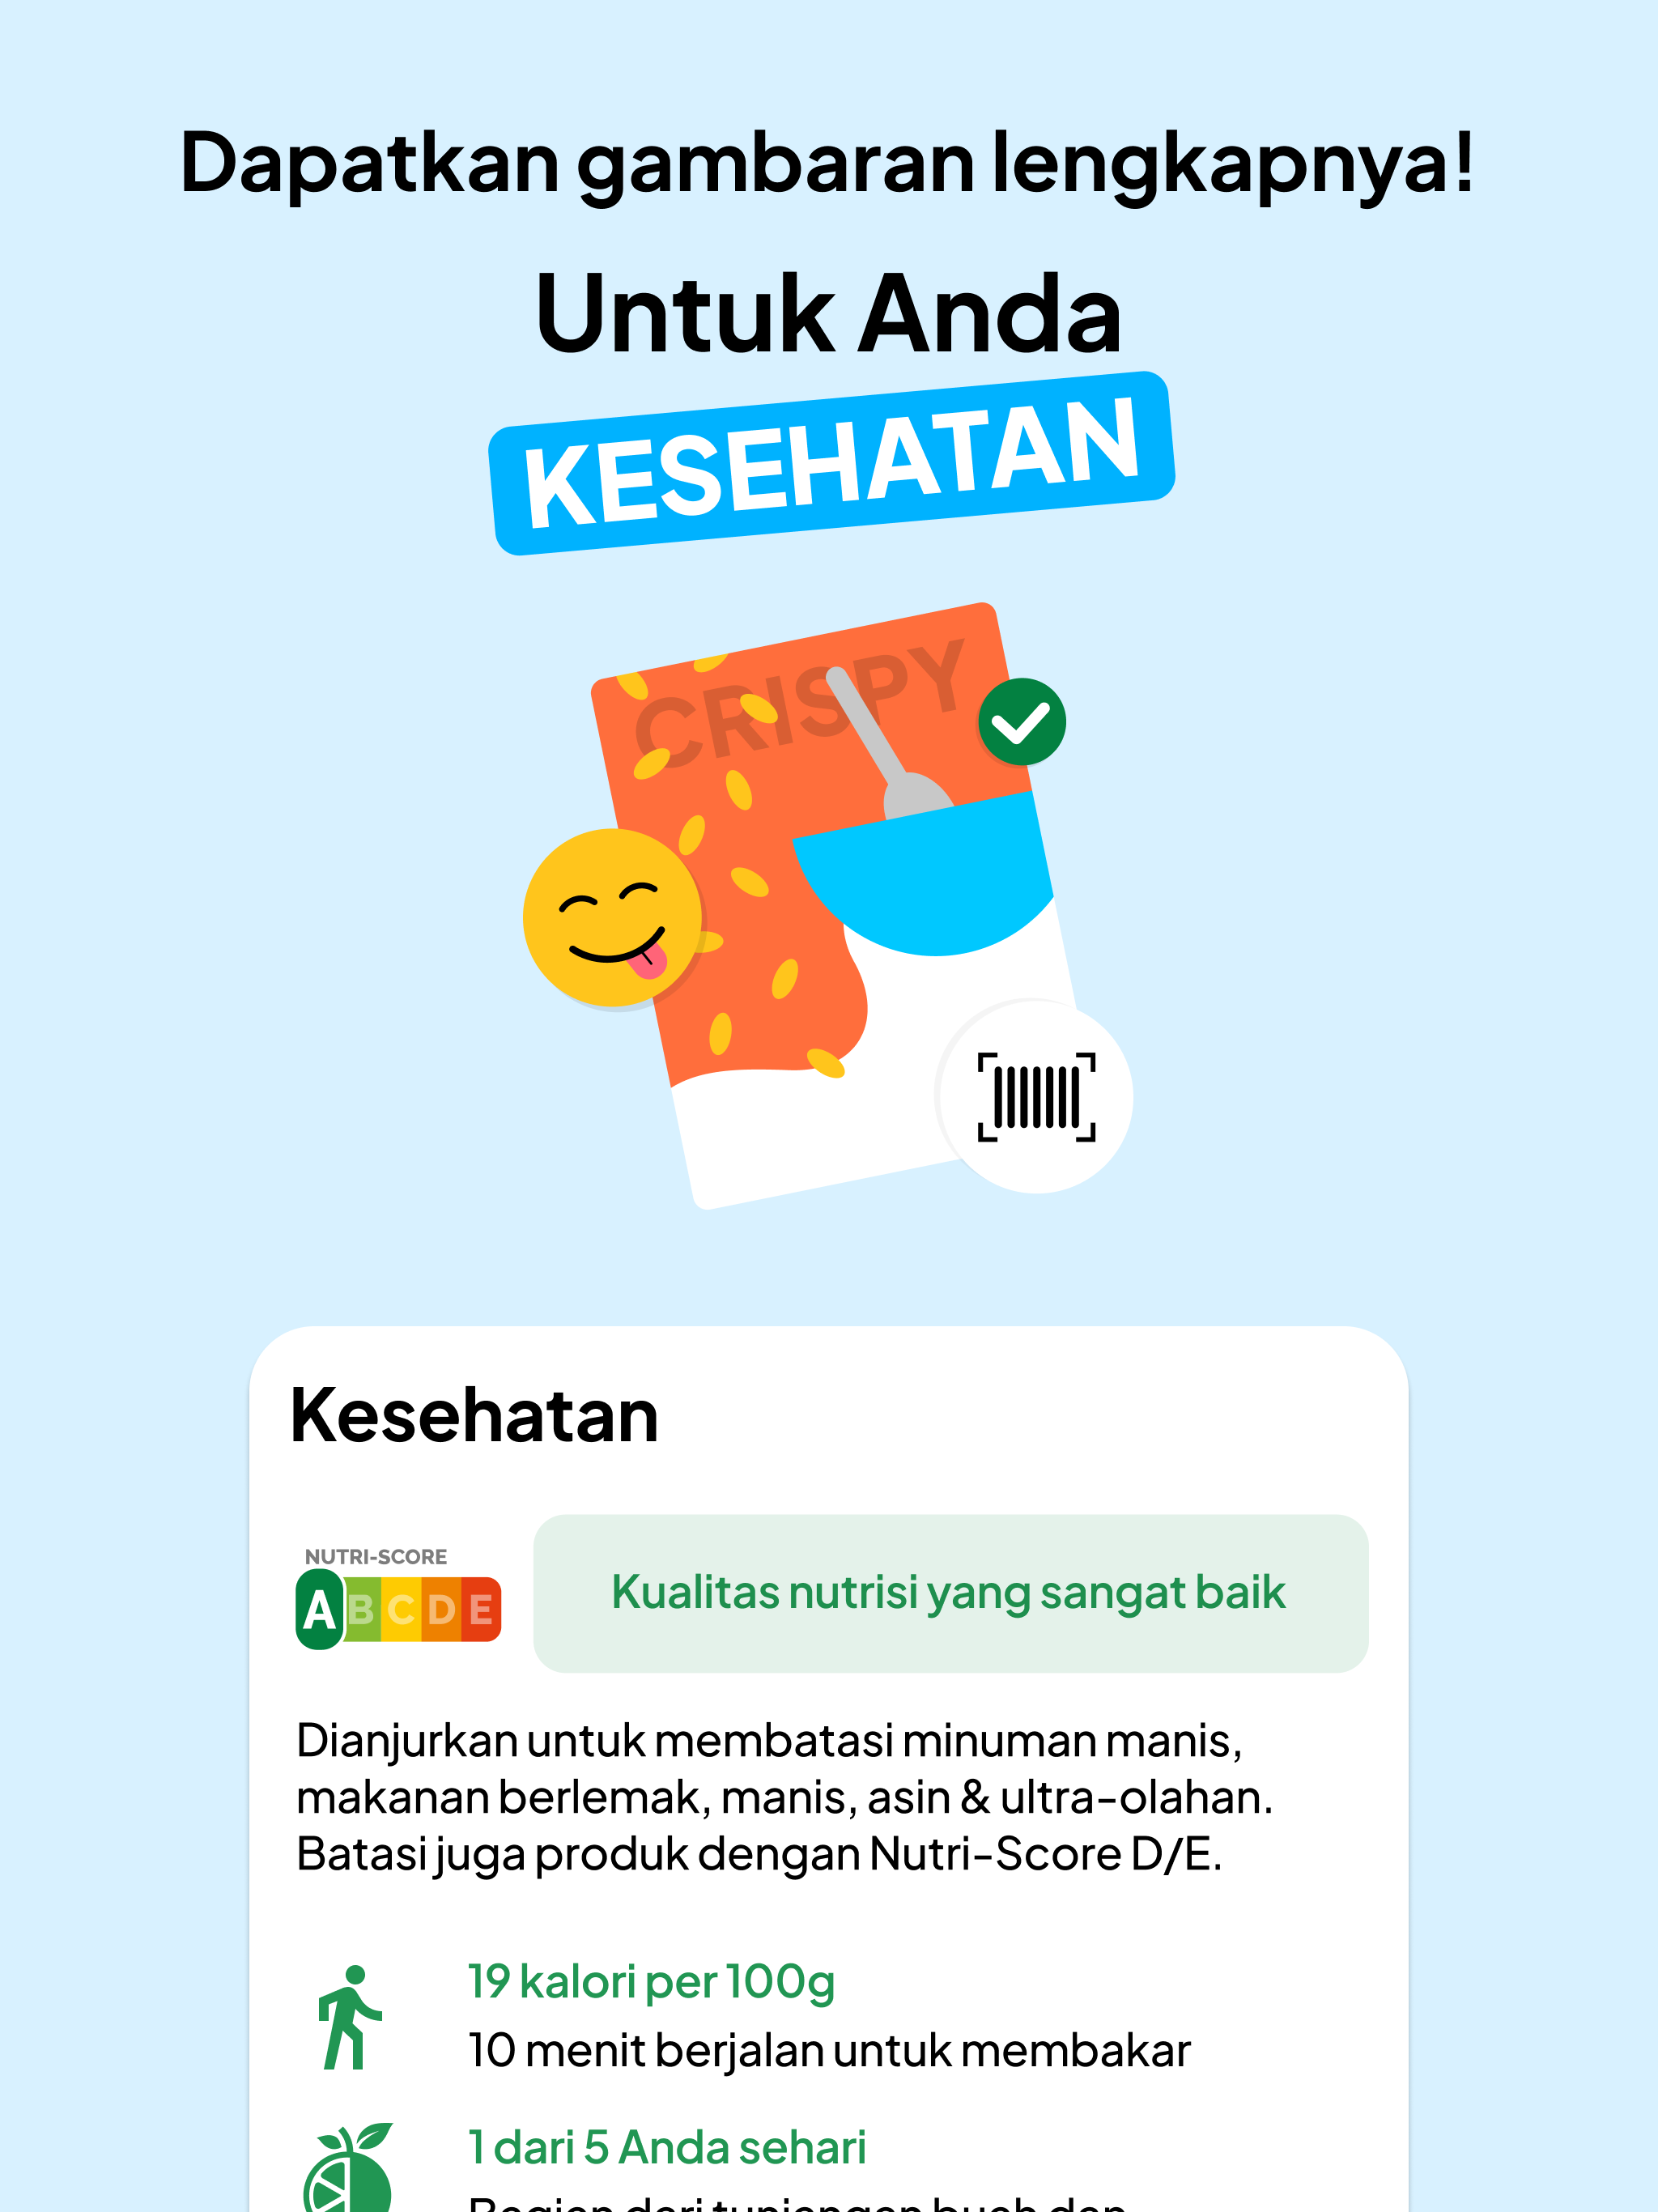 Dapatkan gambaran lengkapnya!
Untuk Anda
KESEHATAN
CRISPY
Kesehatan
NUTRI-SCORE
A B C D E
Kualitas nutrisi yang sangat baik
Dianjurkan untuk membatasi minuman manis,
makanan berlemak, manis, asin & ultra-olahan.
Batasi juga produk dengan Nutri-Score D/E.
19 kalori per 100g
10 menit berjalan untuk membakar
1 dari 5 Anda sehari